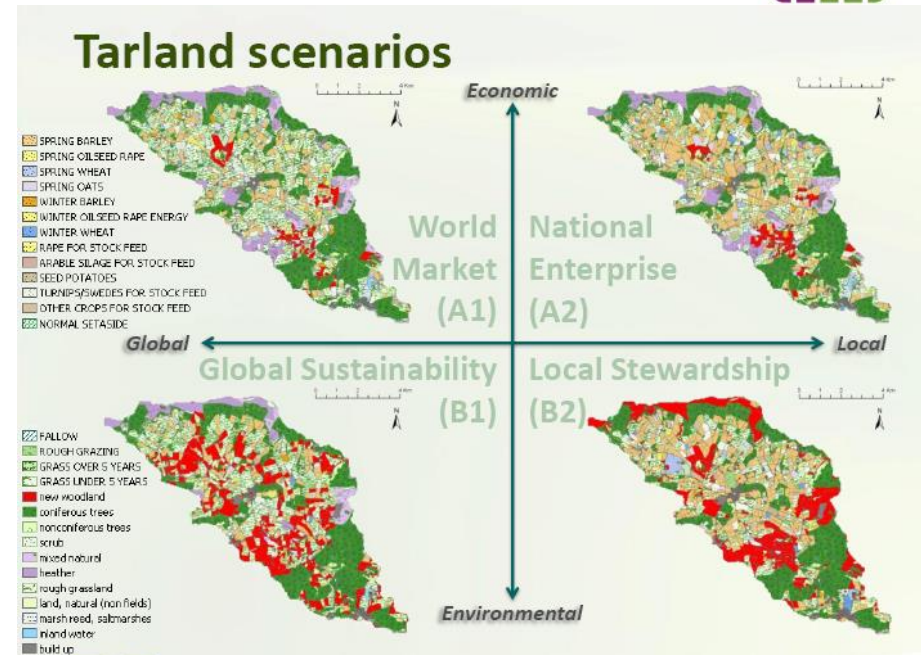 Tarland scenarios
Economic
SPRING BARLEY
SPRING OILSEED RAPE
SPRING WHEAT
SPRING OATS
WINTER BARLEY
WINTER OILSEED RAPE ENERGY
WINTER WHEAT
RAPE FOR STOCK FEED
ARABLE SILAGE FOR STOCK FEED
SEED POTATOES
TURNIPS/SWEDES FOR STOCK FEED
OTHER CROPS FOR STOCK FEED
NORMAL SETASIDE
World
Market
(A1)
National
Enterprise
(A2)
Global
Local
Global Sustainability
(B1)
Local Stewardship
(B2)
FALLOW
ROUGH GRAZING
GRASS OVER 5 YEARS
GRASS UNDER 5 YEARS
new woodland
coniferous trees
nonconiferous trees
scrub
mixed natural
heather
rough grassland
land, natural (non fields)
marsh reed, saltmarshes
inland water
build up
Environmental